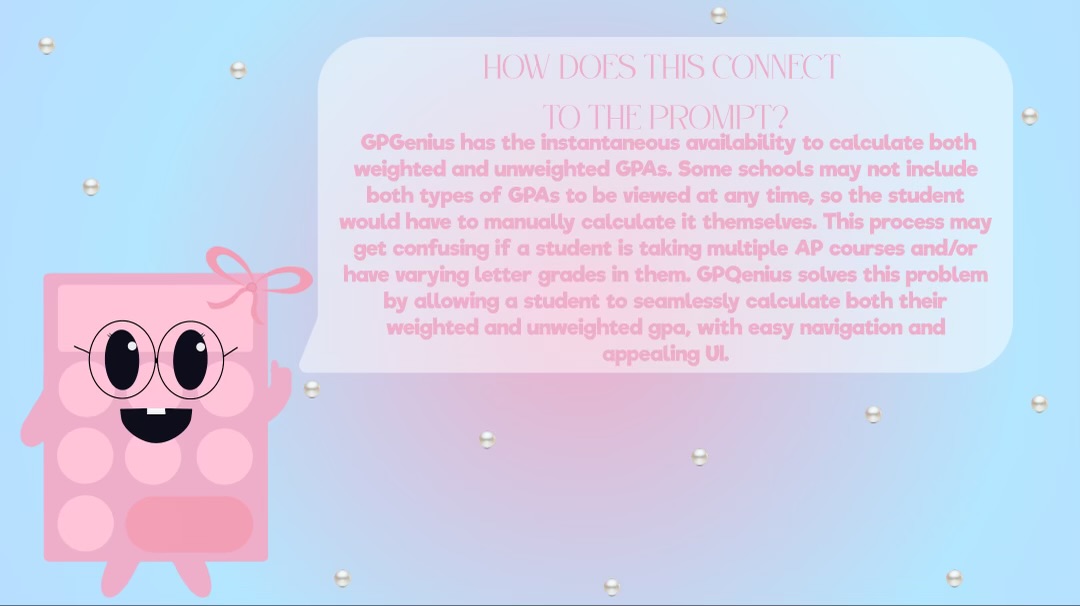 HOW DOES THIS CONNECT
TO THE PROMPT?
GPGenius has the instantaneous availability to calculate both
weighted and unweighted GPAs. Some schools may not include
both types of GPAs to be viewed at any time, so the student
would have to manually calculate it themselves. This process may
get confusing if a student is taking multiple AP courses and/or
have varying letter grades in them. GPQenius solves this problem
by allowing a student to seamlessly calculate both their
weighted and unweighted gpa, with easy navigation and
appealing UI.